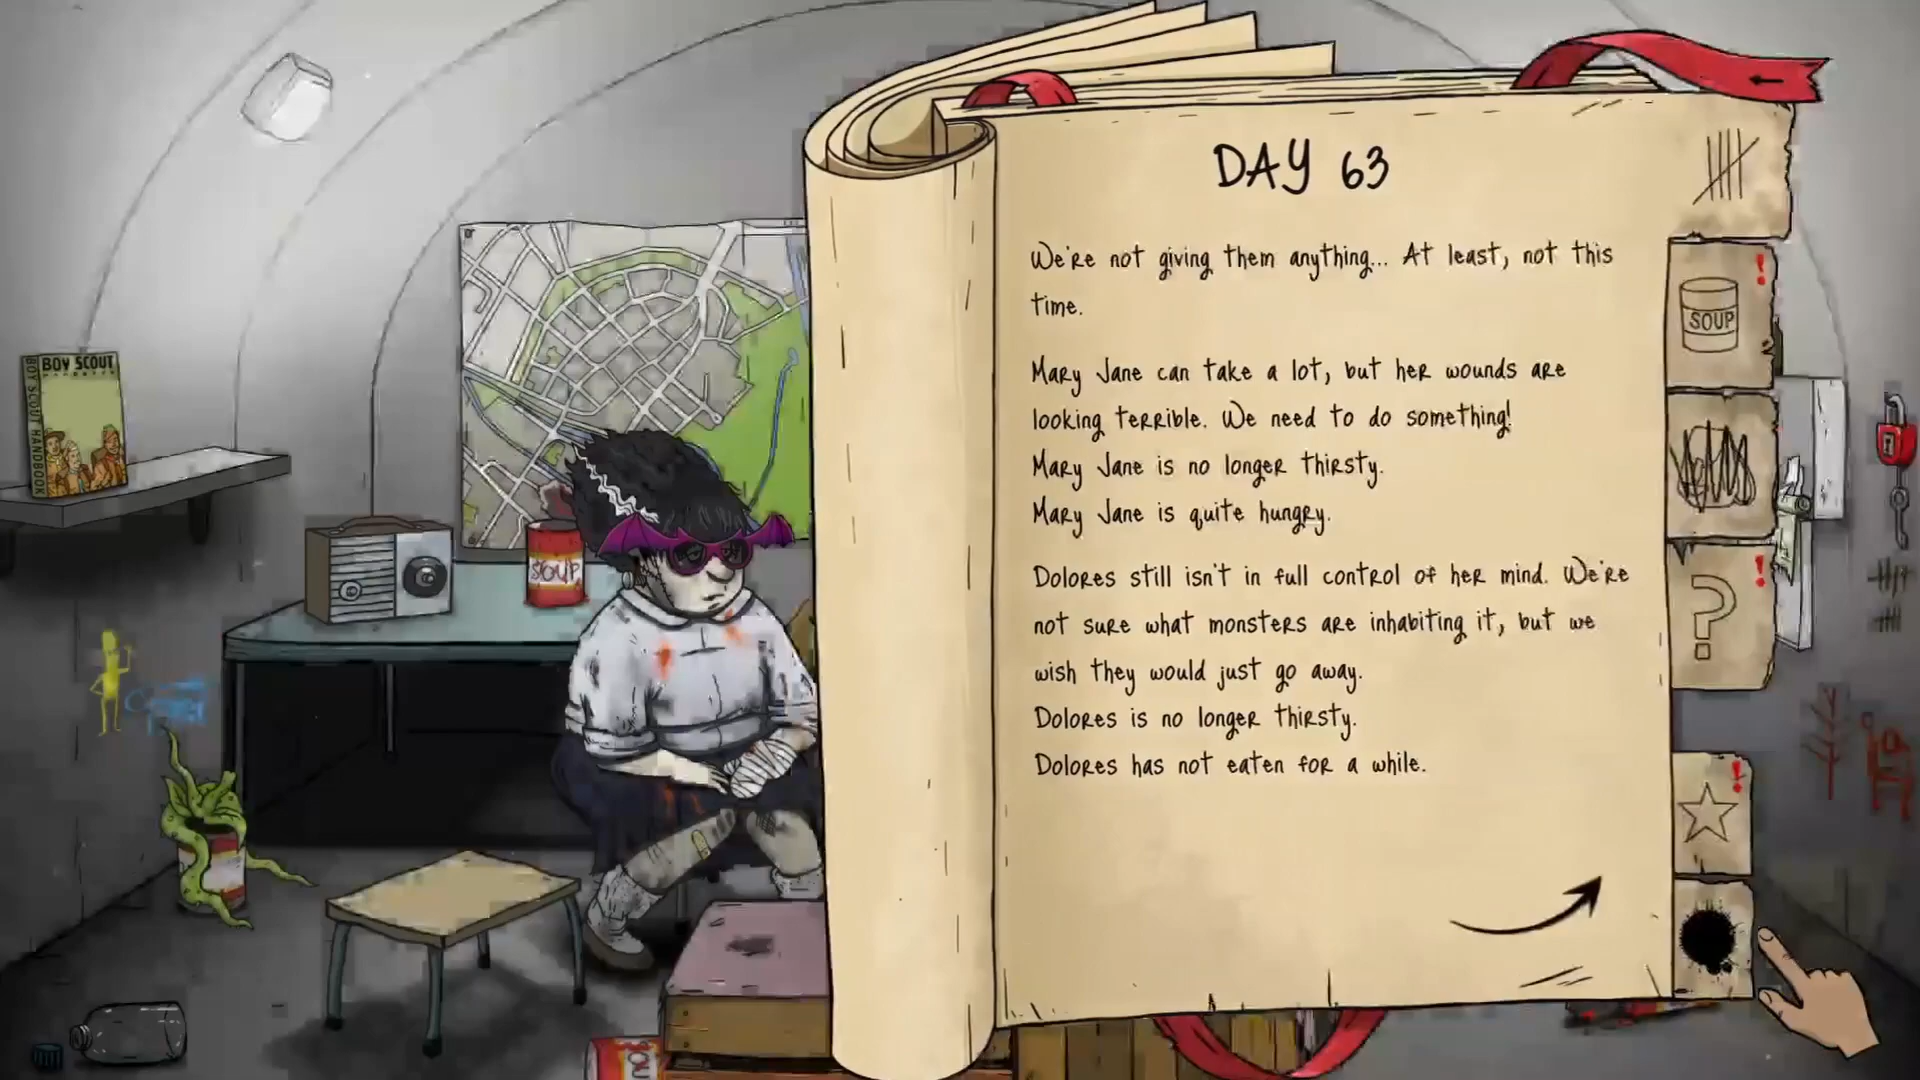 DAY 63
We're not giving them anything... At least, not this
time.
Mary Jane can take a lot, but her wounds are
looking terrible. We need to do something!
Mary Jane is no longer thirsty.
Mary Jane is quite hungry.
Dolores still isn't in full control of her mind. We're
not sure what monsters are inhabiting it, but we
wish they would just go away.
Dolores is no longer thirsty.
Dolores has not eaten for a while.
!
SOUP
?
!
!
BOY SCOUT
BOY SCOUT HANDBOOK
SOUP